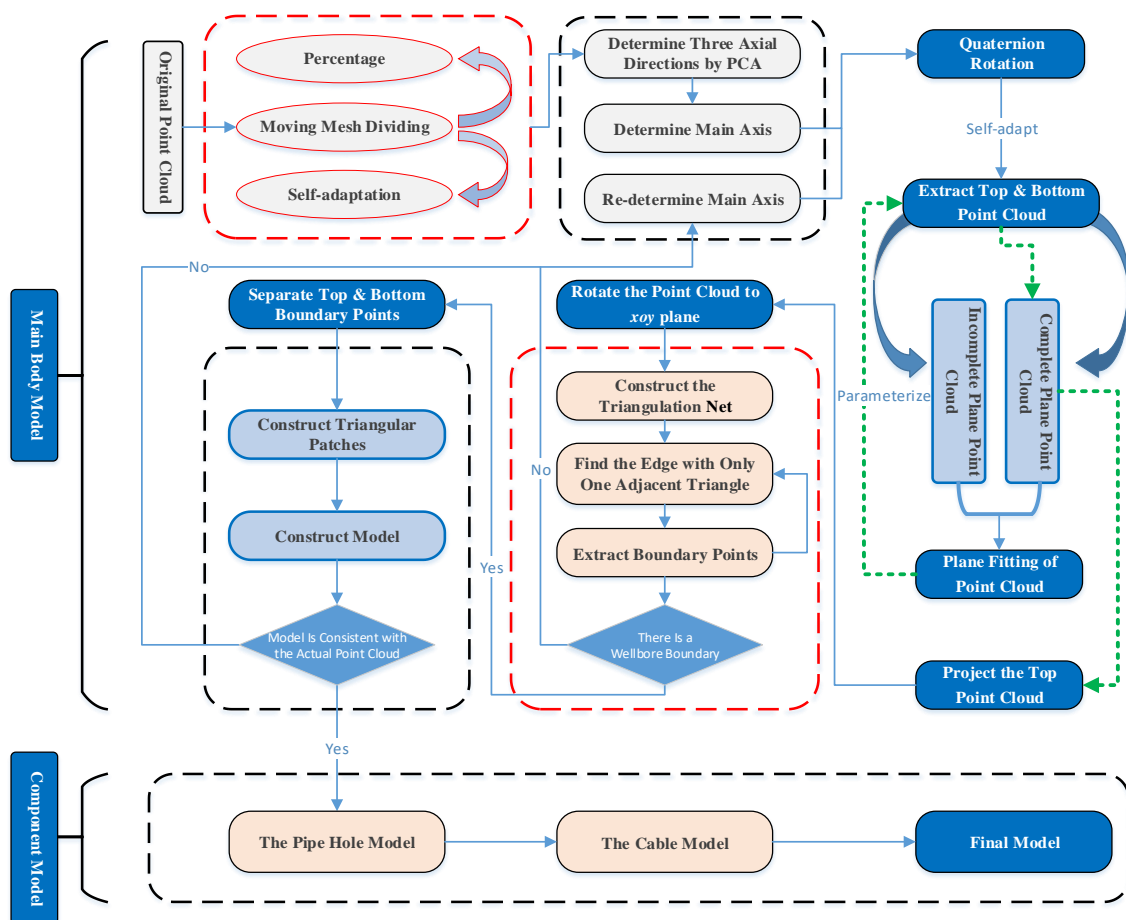 Main Body Model
Original Point Cloud
Percentage
Moving Mesh Dividing
Self-adaptation
Determine Three Axial
Directions by PCA
Determine Main Axis
Re-determine Main Axis
Quaternion
Rotation
Self-adapt
Extract Top & Bottom
Point Cloud
Incomplete Plane Point
Cloud
Complete Plane Point
Cloud
Parameterize
Plane Fitting of
Point Cloud
Project the Top
Point Cloud
Rotate the Point Cloud to
xoy plane
Construct the
Triangulation Net
Find the Edge with Only
One Adjacent Triangle
Extract Boundary Points
There Is a
Wellbore Boundary
No
Yes
Separate Top & Bottom
Boundary Points
Construct Triangular
Patches
Construct Model
Model Is Consistent with
the Actual Point Cloud
No
Yes
Component Model
The Pipe Hole Model
The Cable Model
Final Model